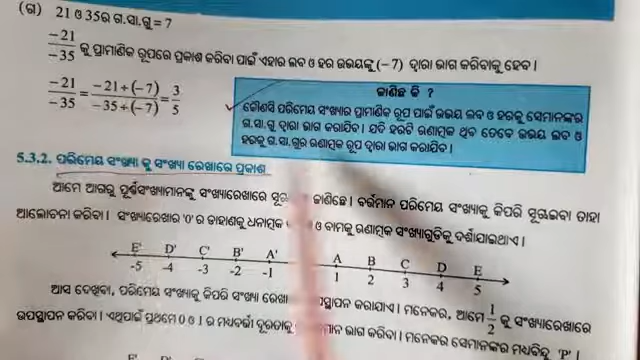 (ଗ) 21 ଓ 35ର ଗ.ସା.ଗୁ = 7
-21/-35 କୁ ପ୍ରାମାଣିକ ରୂପରେ ପ୍ରକାଶ କରିବା ପାଇଁ ଏହାର ଲବ ଓ ହର ଉଭୟଙ୍କୁ (-7) ଦ୍ୱାରା ଭାଗ କରିବାକୁ ହେବ।
-21/-35 = -21÷(-7)/-35÷(-7) = 3/5
ଜାଣିଛ କି ?
କୌଣସି ପରିମେୟ ସଂଖ୍ୟାର ପ୍ରାମାଣିକ ରୂପ ପାଇଁ ଉଭୟ ଲବ ଓ ହରକୁ ସେମାନଙ୍କର
ଗ.ସା.ଗୁ ଦ୍ୱାରା ଭାଗ କରାଯିବ। ଯଦି ହରଟି ଋଣାତ୍ମକ ଥିବ ତେବେ ଉଭୟ ଲବ ଓ
ହରକୁ ଗ.ସା.ଗୁର ଋଣାତ୍ମକ ରୂପ ଦ୍ୱାରା ଭାଗ କରାଯିବ।
5.3.2. ପରିମେୟ ସଂଖ୍ୟା କୁ ସଂଖ୍ୟା ରେଖାରେ ପ୍ରକାଶ
ଆମେ ଆଗରୁ ପୂର୍ଣ୍ଣସଂଖ୍ୟାମାନଙ୍କୁ ସଂଖ୍ୟାରେଖାରେ ଜାଣିଛେ। ବର୍ତ୍ତମାନ ପରିମେୟ ସଂଖ୍ୟାକୁ କିପରି ସୂଚାଇବା ତାହା
ଆଲୋଚନା କରିବା। ସଂଖ୍ୟାରେଖାର '0' ର ଡାହାଣକୁ ଧନାତ୍ମକ ଓ ବାମକୁ ଋଣାତ୍ମକ ସଂଖ୍ୟାଗୁଡ଼ିକୁ ଦର୍ଶାଯାଇଥାଏ।
E' D' C' B' A' A B C D E
-5 -4 -3 -2 -1 1 2 3 4 5
ଆସ ଦେଖିବା, ପରିମେୟ ସଂଖ୍ୟାକୁ କିପରି ସଂଖ୍ୟା କରାଯାଏ। ମନେକର, ଆମେ 1/2 କୁ ସଂଖ୍ୟାରେଖାରେ
ଉପସ୍ଥାପନ କରିବା। ଏଥିପାଇଁ ପ୍ରଥମେ 0 ଓ 1 ର ମଧ୍ୟବର୍ତ୍ତୀ ଦୂରତାକୁ ଭାଗ କରିବା। ମନେକର ସେମାନଙ୍କର ମଧ୍ୟବିନ୍ଦୁ 'P'।